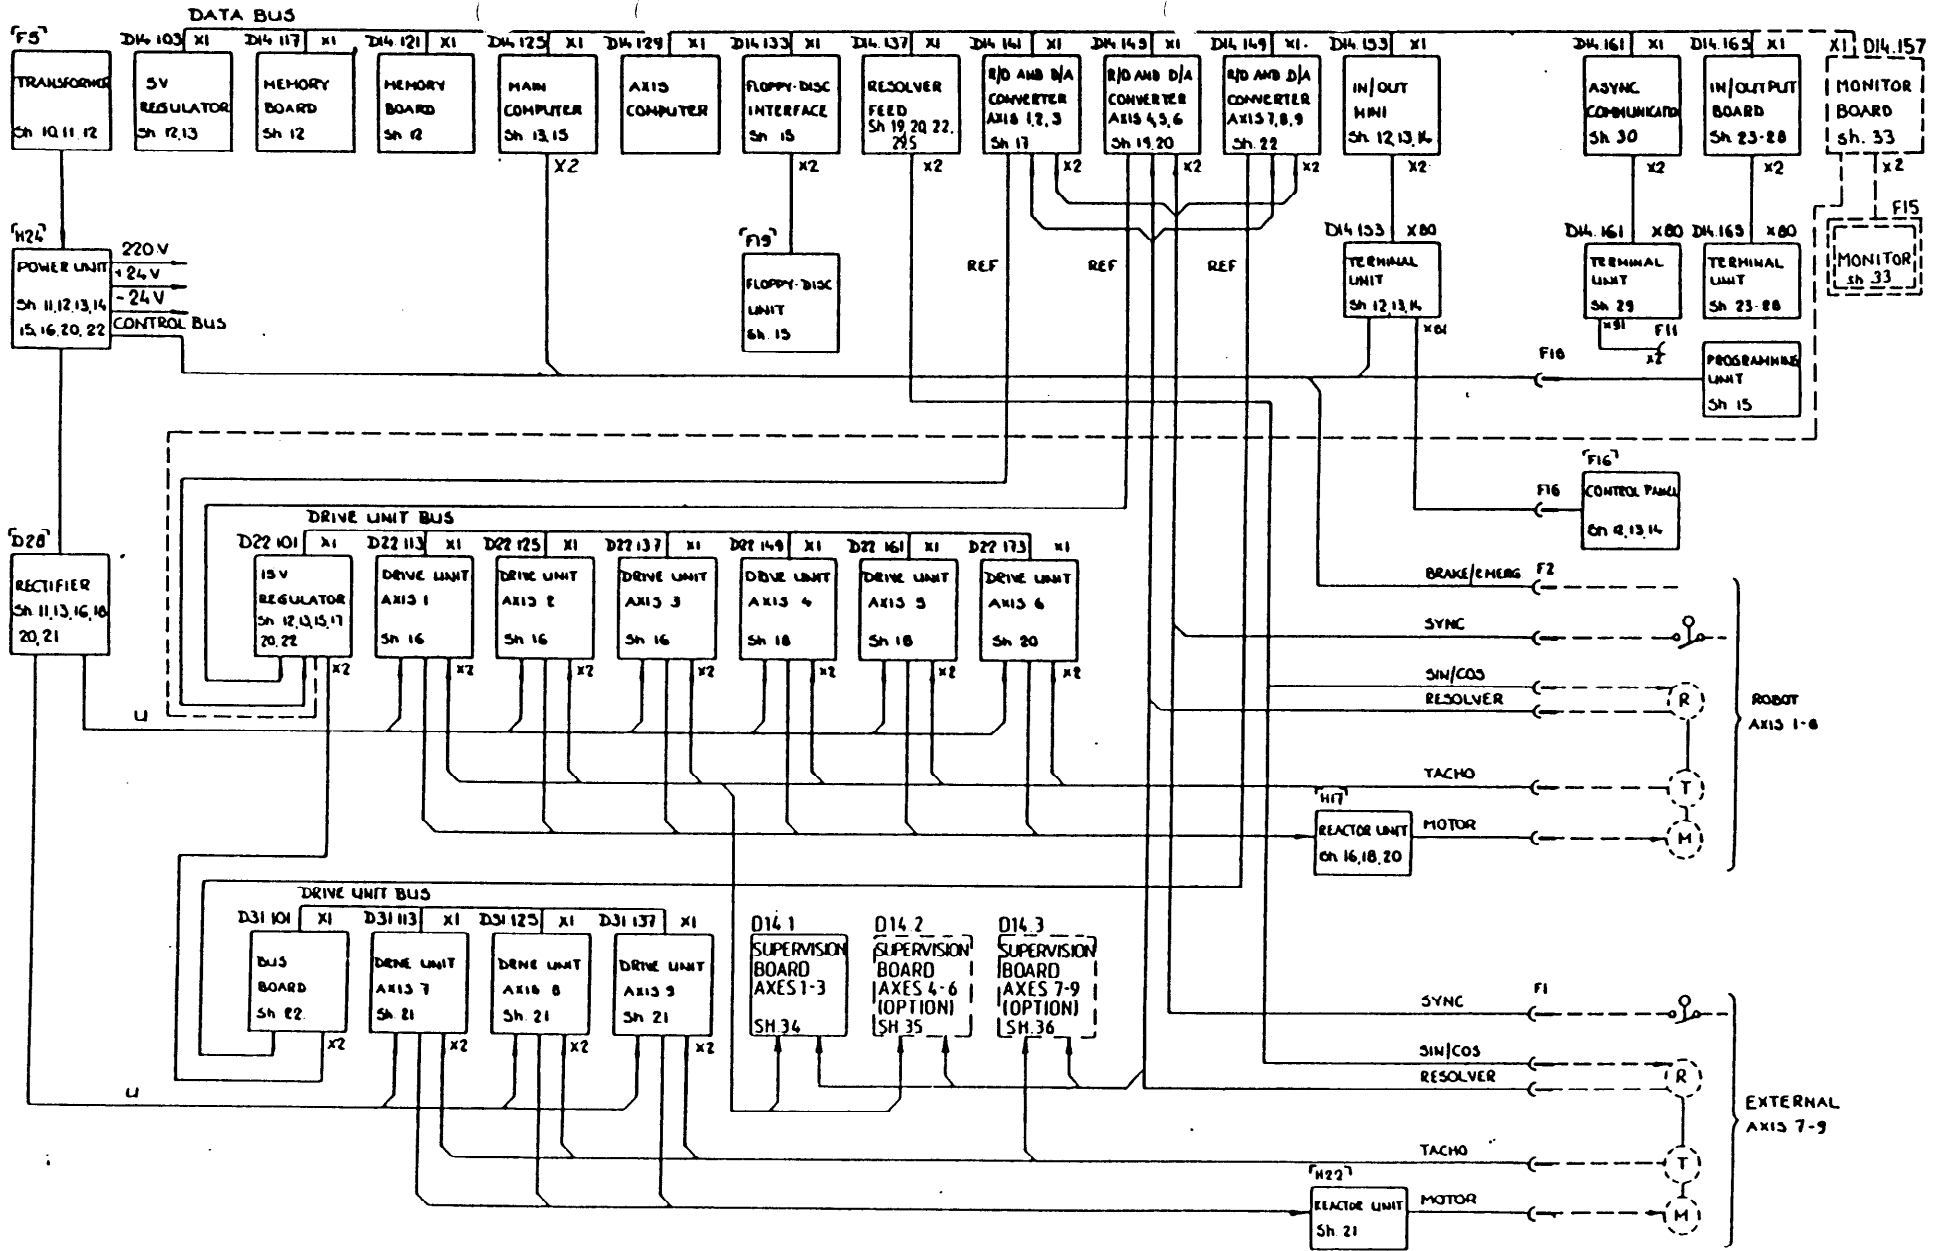 DATA BUS
F5
D14 103 X1
D14.117 X1
D14.121 X1
D14 125 X1
D14 129 X1
D14 133 X1
D14.137 X1
D14 141 X1
D14.145 X1
D14 149 X1
D14.153 X1
D14.161 X1
D14.165 X1
X1 D14.157
TRANSFORMER
Sh 10,11,12
5V
REGULATOR
Sh 12,13
MEMORY
BOARD
Sh 12
MEMORY
BOARD
Sh 12
MAIN
COMPUTER
Sh 13,15
X2
AXIS
COMPUTER
FLOPPY-DISC
INTERFACE
Sh 15
X2
RESOLVER
FEED
Sh 19, 20, 22,
X2
R/D AND D/A
CONVERTER
AXIS 1,2,3
Sh 17
X2
R/D AND D/A
CONVERTER
AXIS 4,5,6
Sh 19,20
X2
R/D AND D/A
CONVERTER
AXIS 7,8,9
Sh. 22
X2
IN/OUT
MINI
Sh 12,13,14
X2
ASYNC
COMMUNICATIO
Sh 30
X2
IN/OUTPUT
BOARD
Sh 23-28
X2
MONITOR
BOARD
sh. 33
X2
F15
MONITOR
sh 33
H24
POWER UNIT
Sh 11,12,13,14
15,16,20,22
220V
+24V
-24V
CONTROL BUS
F19
FLOPPY-DISC
UNIT
Sh. 15
REF
REF
REF
D14 153 X80
TERMINAL
UNIT
Sh 12,13,14
X81
D14.161 X80
TERMINAL
UNIT
Sh 29
X81
F11
X2
D14.165 X80
TERMINAL
UNIT
Sh 23-28
F18
PROGRAMMING
UNIT
Sh 15
F16
F16
CONTROL PANEL
Sh 12,13,14
D28
RECTIFIER
Sh 11,13,16,18
20,21
DRIVE UNIT BUS
D22 101 X1
D22 113 X1
D22 125 X1
D22 137 X1
D22 149 X1
D22 161 X1
D22 173 X1
15V
REGULATOR
Sh 12,13,15,17
20,22
X2
DRIVE UNIT
AXIS 1
Sh 16
X2
DRIVE UNIT
AXIS 2
Sh 16
X2
DRIVE UNIT
AXIS 3
Sh 16
X2
DRIVE UNIT
AXIS 4
Sh 18
X2
DRIVE UNIT
AXIS 5
Sh 18
X2
DRIVE UNIT
AXIS 6
Sh 20
X2
U
BRAKE/EMERG F2
SYNC
SIN/COS
RESOLVER
R
TACHO
T
MOTOR
M
ROBOT
AXIS 1-6
H17
REACTOR UNIT
Sh 16,18,20
DRIVE UNIT BUS
D31 101 X1
D31 113 X1
D31.125 X1
D31 137 X1
BUS
BOARD
Sh 22.
X2
DRIVE UNIT
AXIS 7
Sh. 21
X2
DRIVE UNIT
AXIS 8
Sh. 21
X2
DRIVE UNIT
AXIS 9
Sh 21
X2
U
D14.1
SUPERVISION
BOARD
AXES 1-3
SH.34
D14.2
SUPERVISION
BOARD
AXES 4-6
(OPTION)
SH 35
D14.3
SUPERVISION
BOARD
AXES 7-9
(OPTION)
SH.36
SYNC F1
SIN/COS
RESOLVER
R
TACHO
T
MOTOR
M
EXTERNAL
AXIS 7-9
H22
REACTOR UNIT
Sh. 21